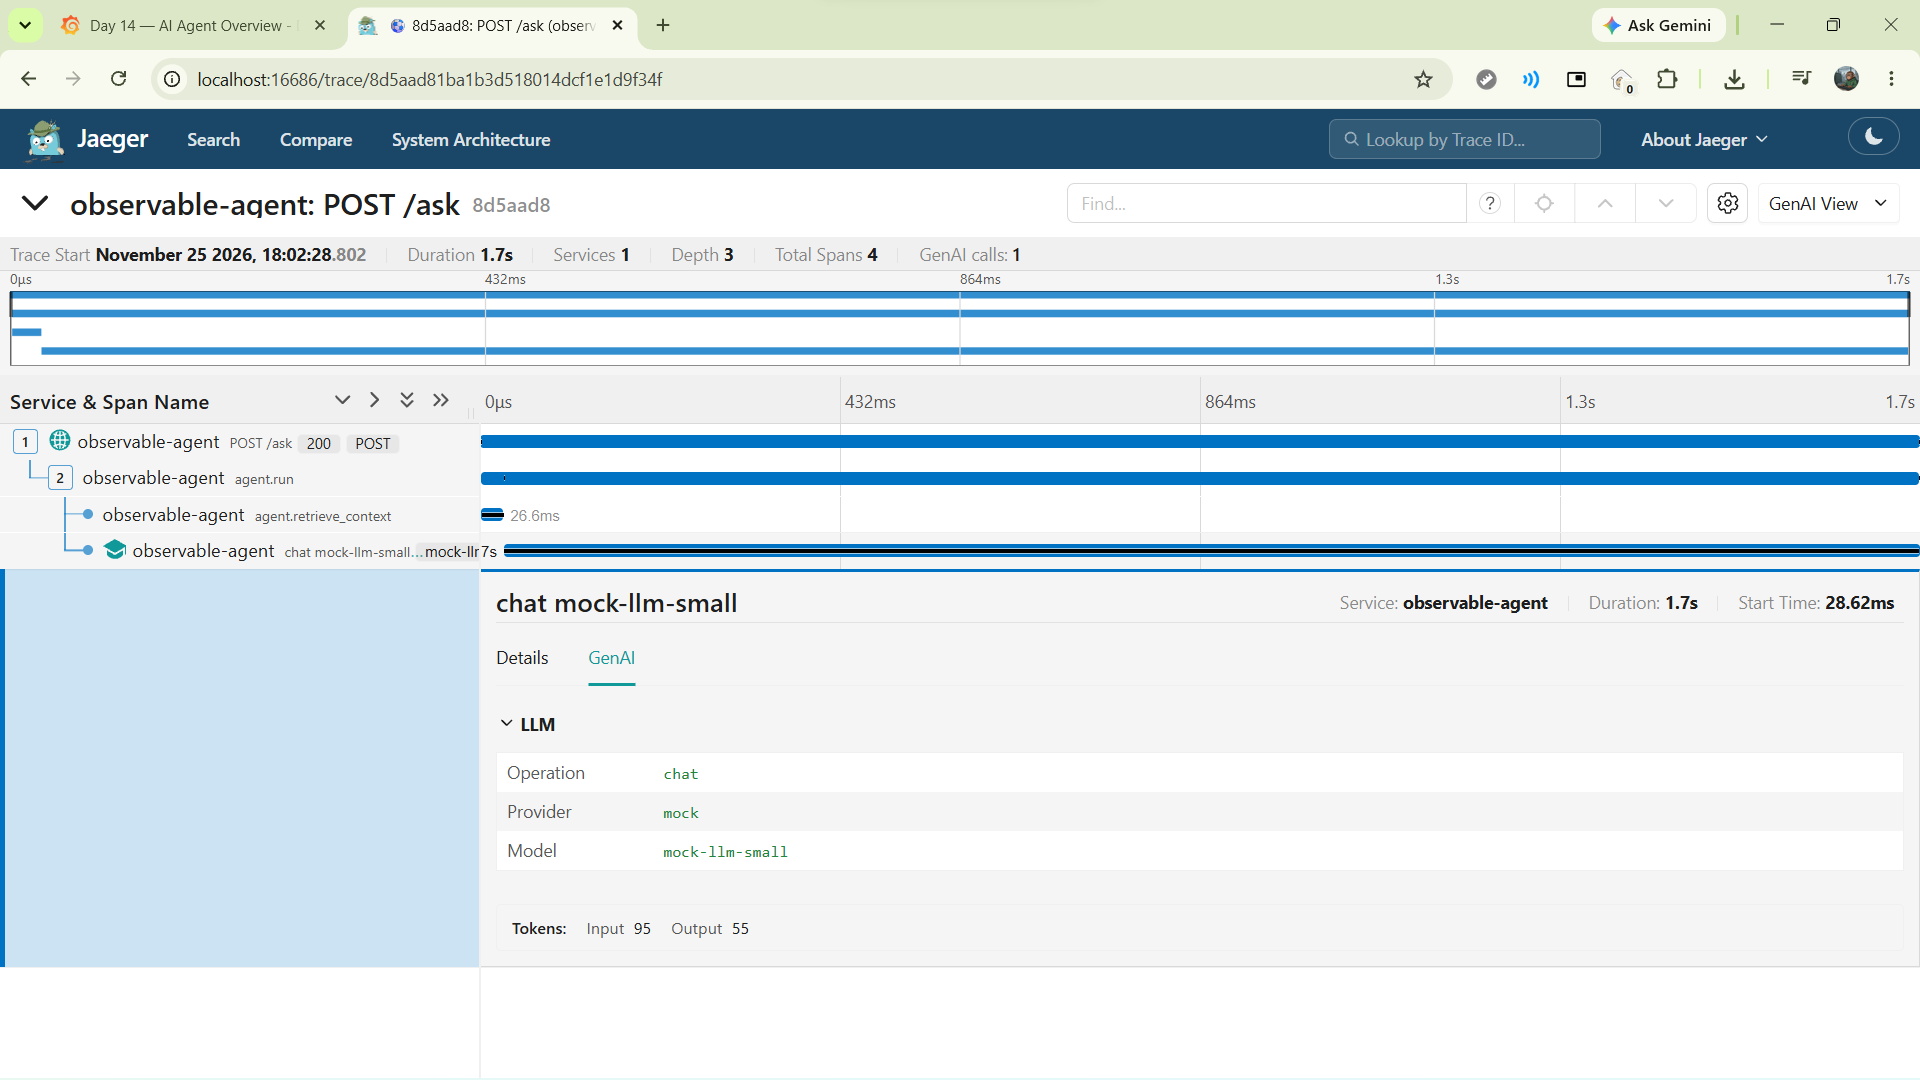 Day 14 — AI Agent Overview -
8d5aad8: POST /ask (observ
Ask Gemini
localhost:16686/trace/8d5aad81ba1b3d518014dcf1e1d9f34f
0
Jaeger
Search
Compare
System Architecture
Lookup by Trace ID...
About Jaeger
observable-agent: POST /ask 8d5aad8
Find...
?
GenAI View
Trace Start November 25 2026, 18:02:28.802
Duration 1.7s
Services 1
Depth 3
Total Spans 4
GenAI calls: 1
0μs 432ms 864ms 1.3s 1.7s
Service & Span Name
0μs 432ms 864ms 1.3s 1.7s
1 observable-agent POST /ask 200 POST
2 observable-agent agent.run
observable-agent agent.retrieve_context 26.6ms
observable-agent chat mock-llm-small... mock-llm 7s
chat mock-llm-small
Service: observable-agent
Duration: 1.7s
Start Time: 28.62ms
Details GenAI
LLM
Operation chat
Provider mock
Model mock-llm-small
Tokens: Input 95 Output 55